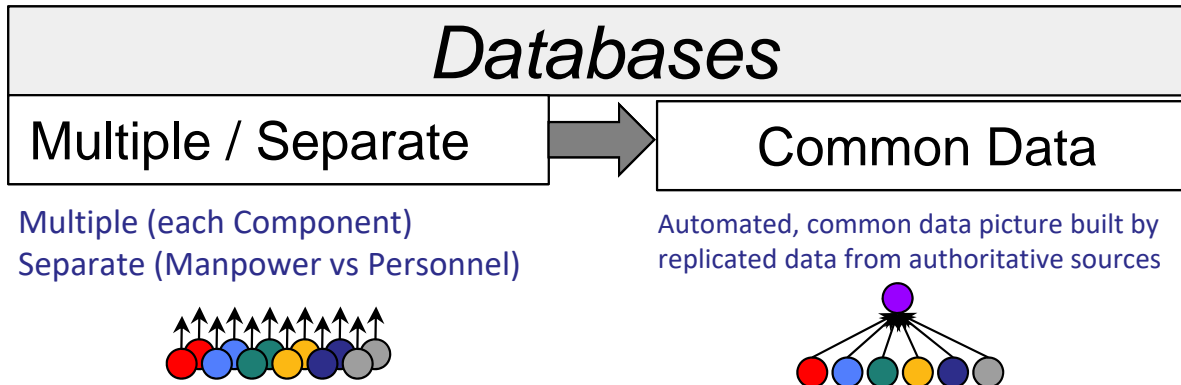 Databases
Multiple / Separate
Common Data
Multiple (each Component)
Separate (Manpower vs Personnel)
Automated, common data picture built by
replicated data from authoritative sources